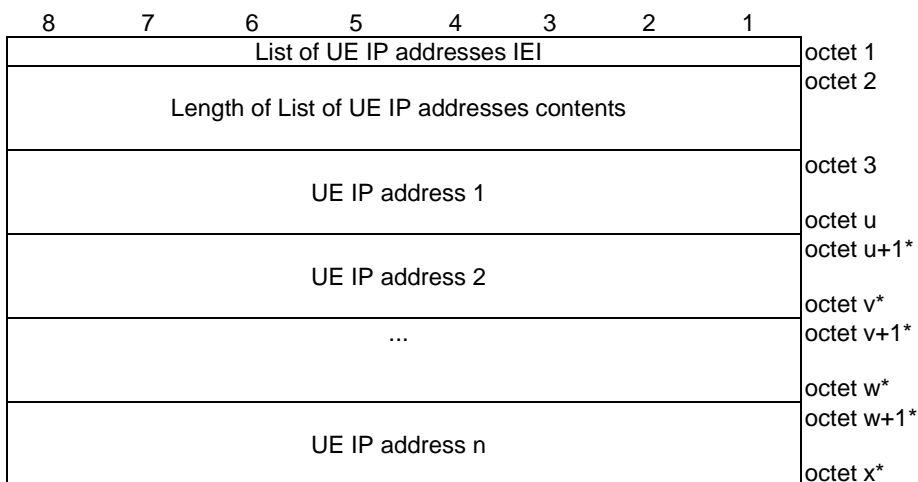 8 7 6 5 4 3 2 1
List of UE IP addresses IEI octet 1
octet 2
Length of List of UE IP addresses contents
octet 3
UE IP address 1
octet u
octet u+1*
UE IP address 2
octet v*
... octet v+1*
octet w*
octet w+1*
UE IP address n
octet x*